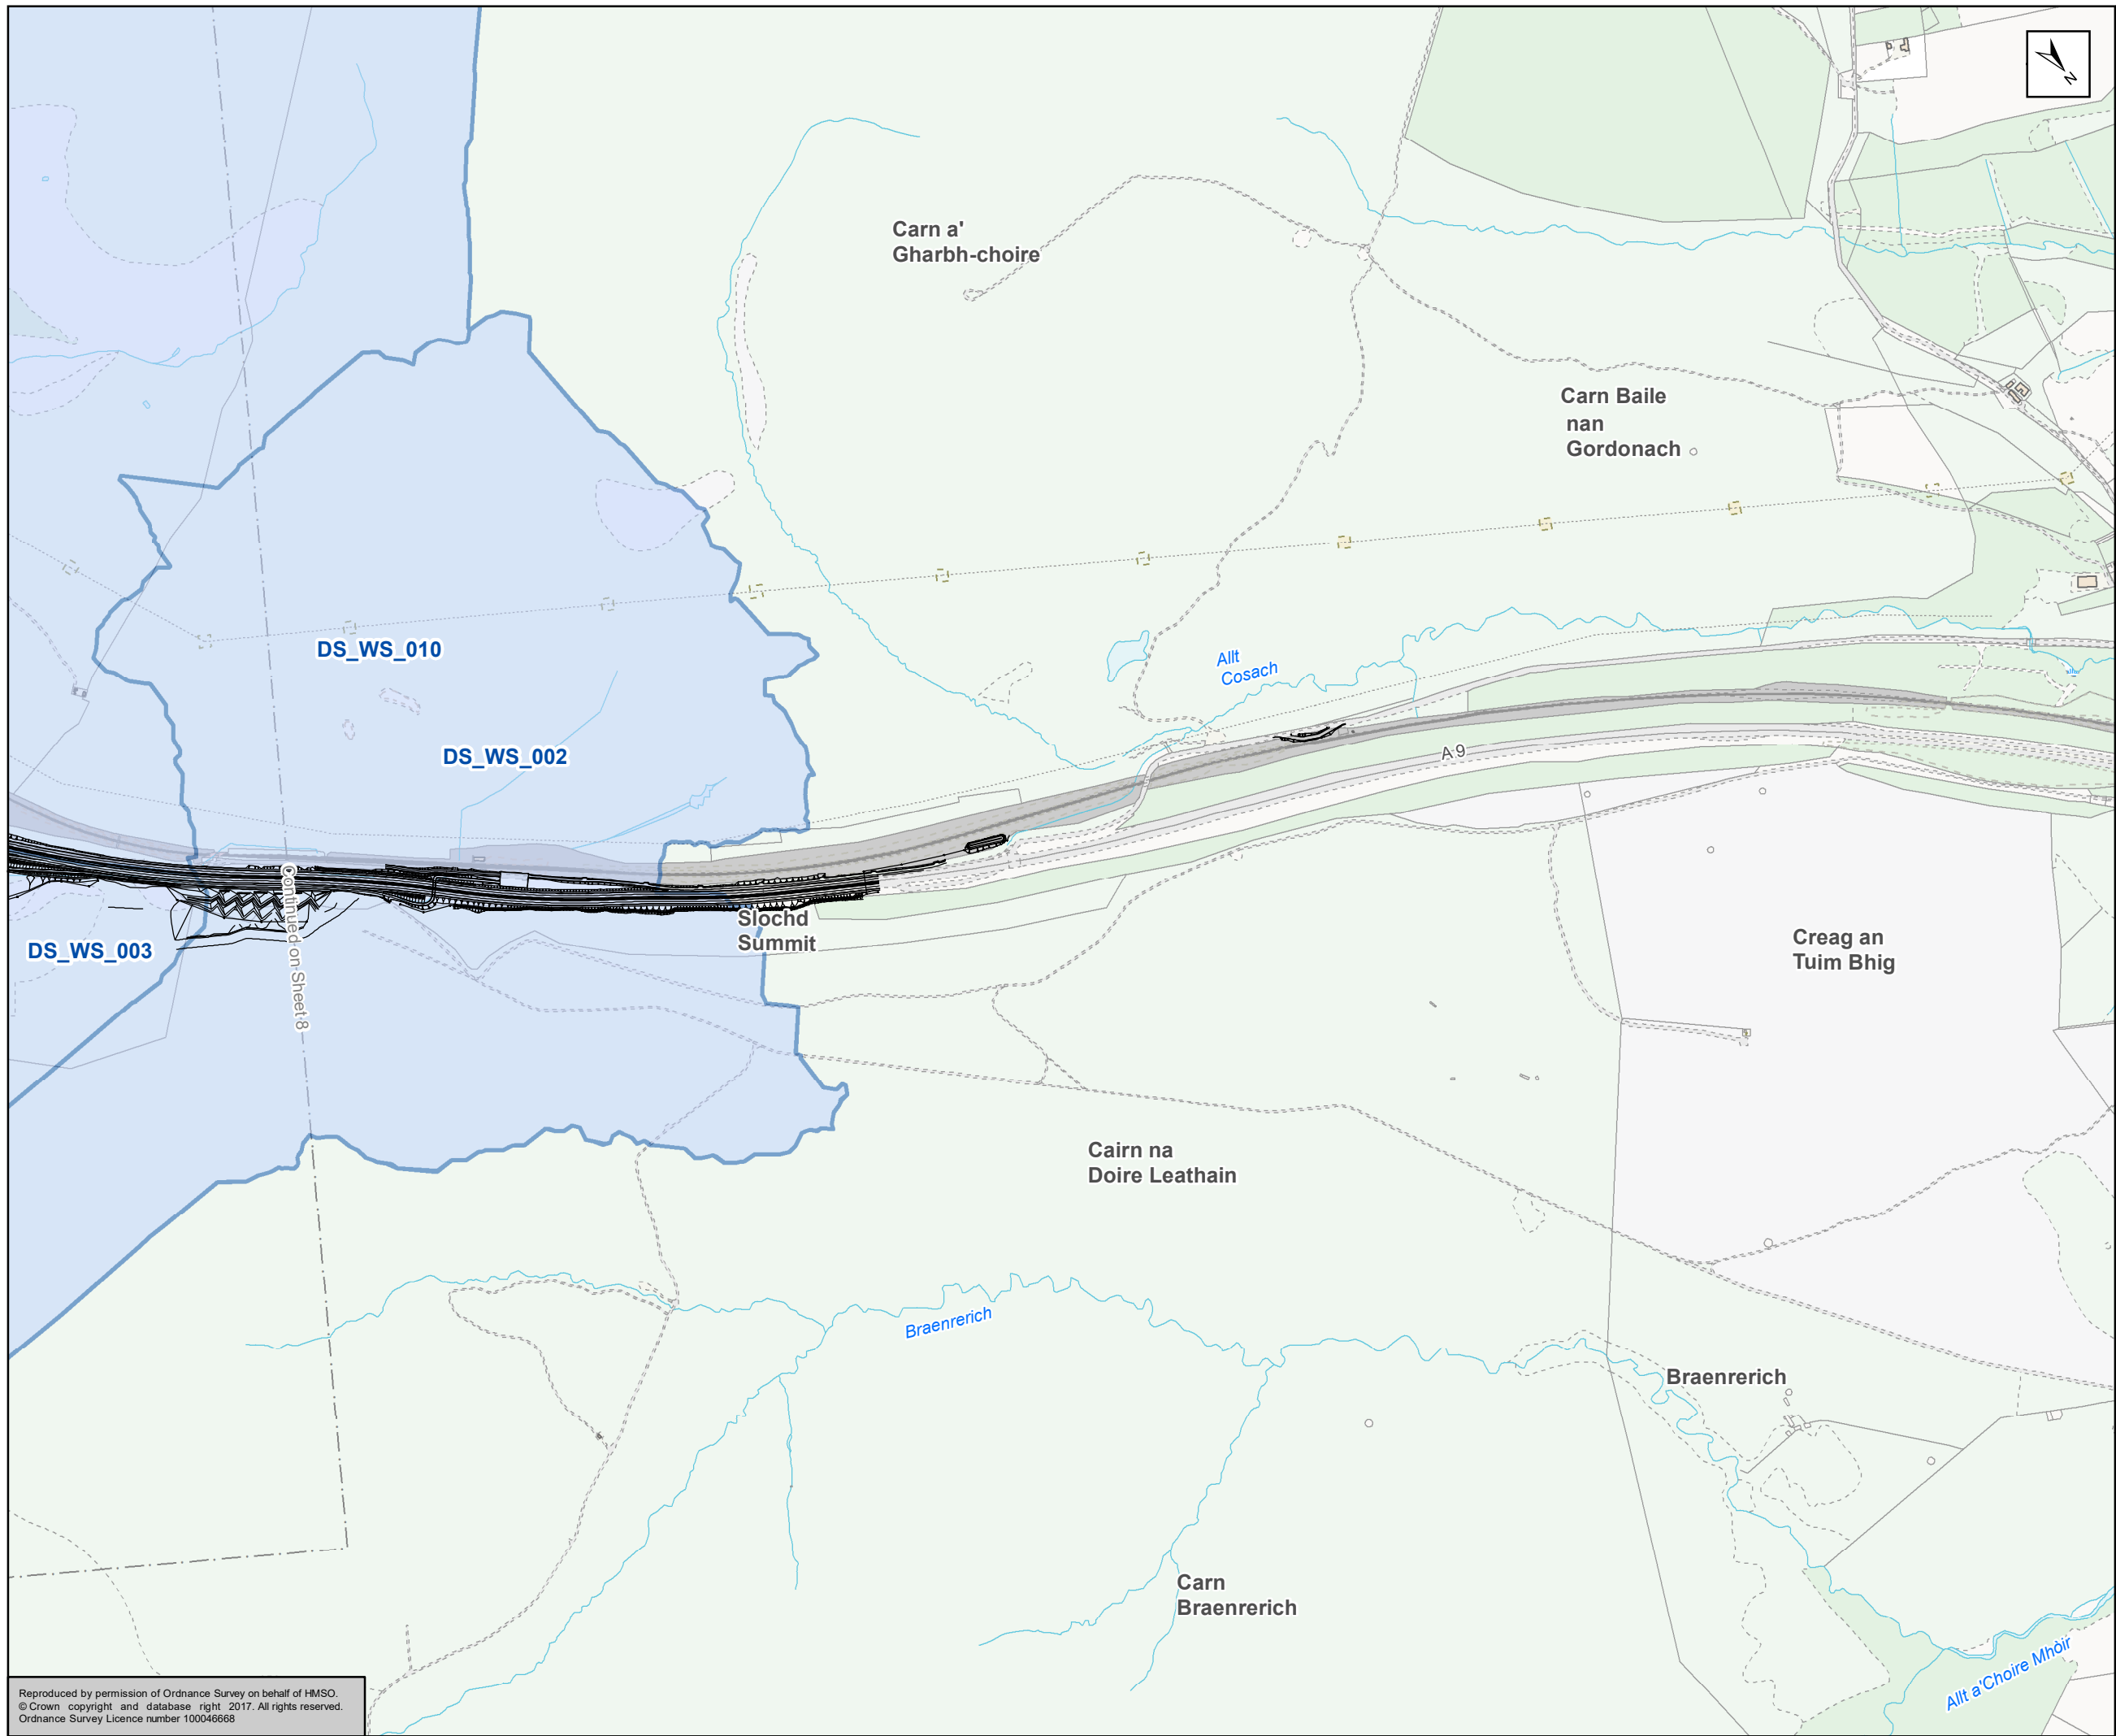 N
Carn a'
Gharbh-choire
Carn Baile
nan
Gordonach
DS_WS_010
Allt
Cosach
DS_WS_002
A 9
Slochd
Summit
DS_WS_003
Continued on Sheet 8
Creag an
Tuim Bhig
Cairn na
Doire Leathain
Braenrerich
Braenrerich
Carn
Braenrerich
Allt a'Choire Mhòir
Reproduced by permission of Ordnance Survey on behalf of HMSO.
© Crown copyright and database right 2017. All rights reserved.
Ordnance Survey Licence number 100046668